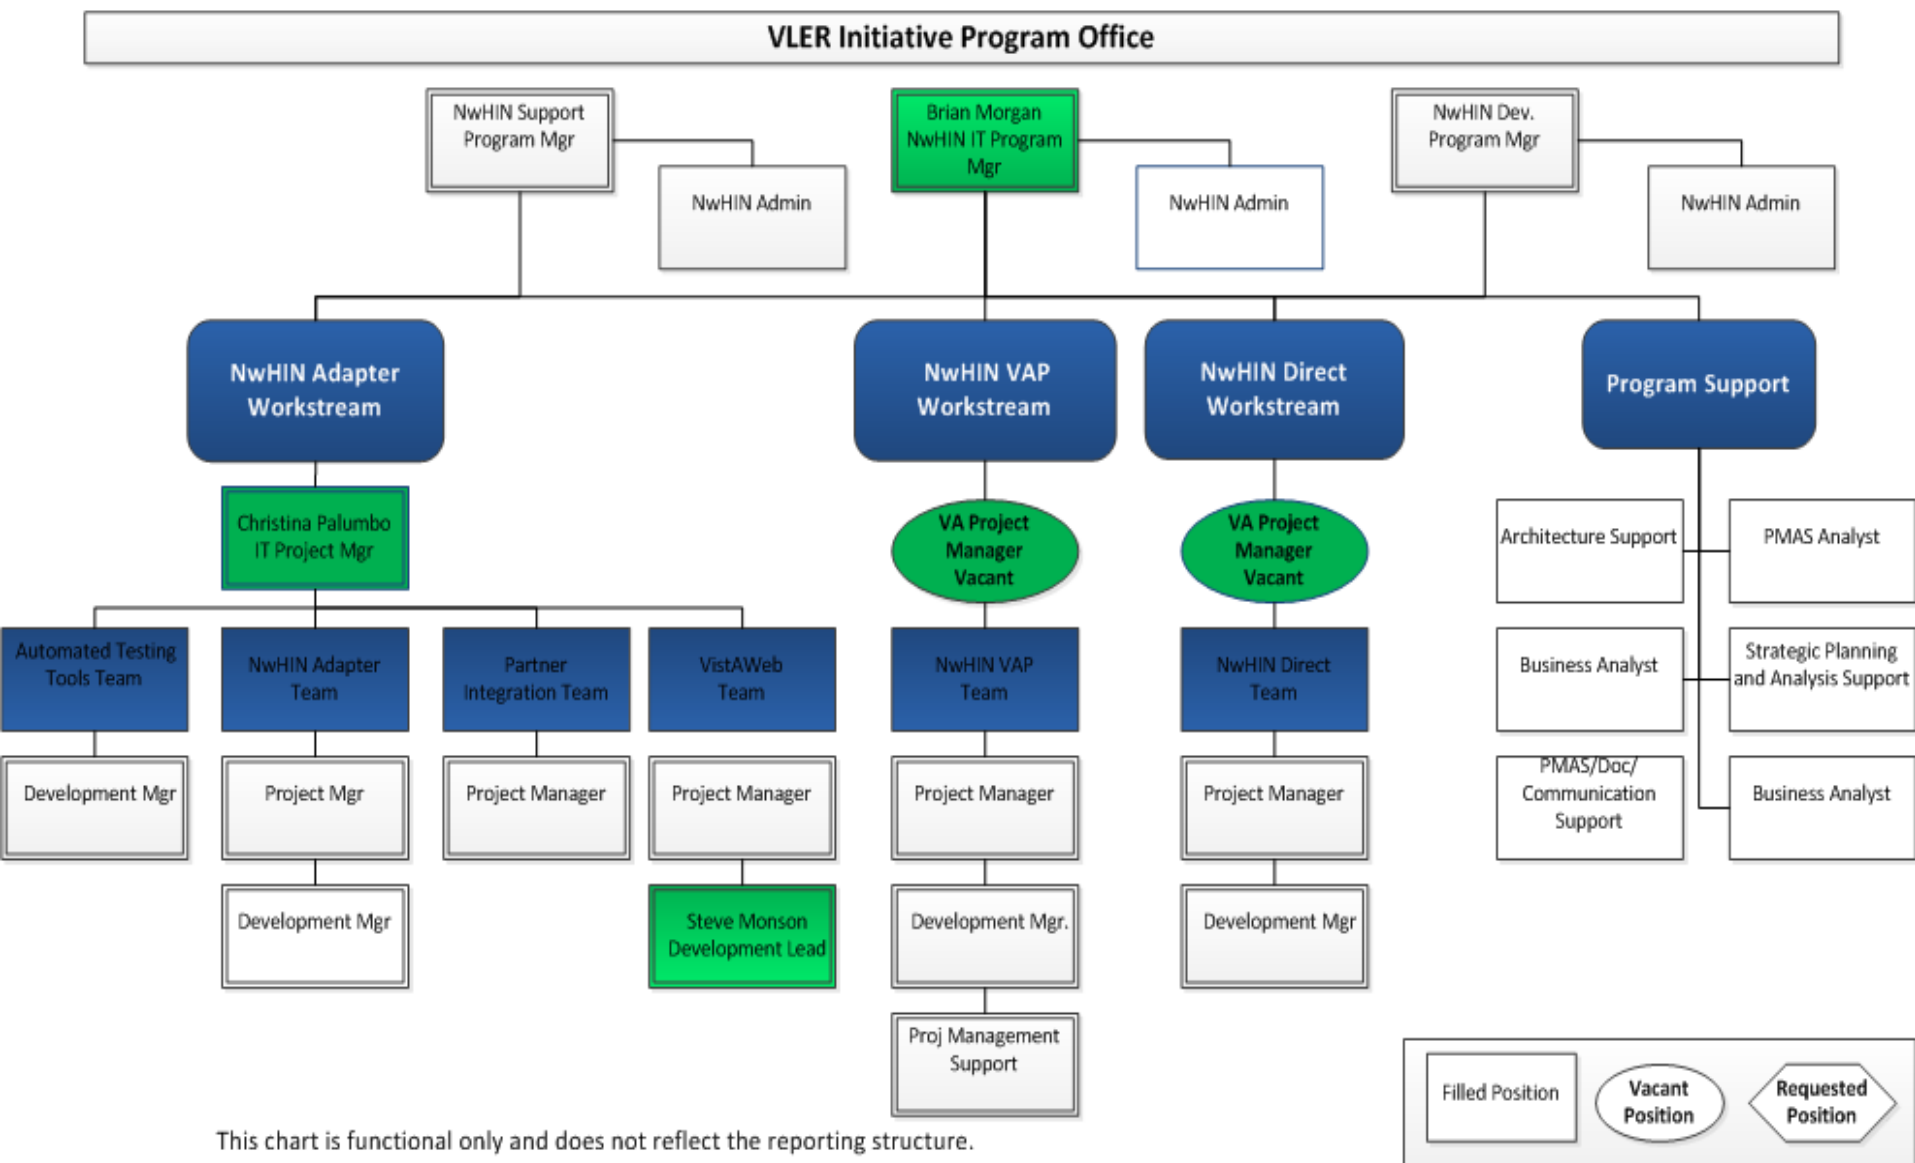 VLER Initiative Program Office
NwHIN Support
Program Mgr
NwHIN Admin
Brian Morgan
NwHIN IT Program
Mgr
NwHIN Admin
NwHIN Dev.
Program Mgr
NwHIN Admin
NwHIN Adapter
Workstream
NwHIN VAP
Workstream
NwHIN Direct
Workstream
Program Support
Christina Palumbo
IT Project Mgr
VA Project
Manager
Vacant
VA Project
Manager
Vacant
Architecture Support
PMAS Analyst
Automated Testing
Tools Team
NwHIN Adapter
Team
Partner
Integration Team
VistAWeb
Team
NwHIN VAP
Team
NwHIN Direct
Team
Business Analyst
Strategic Planning
and Analysis Support
Development Mgr
Project Mgr
Project Manager
Project Manager
Project Manager
Project Manager
PMAS/Doc/
Communication
Support
Business Analyst
Development Mgr
Steve Monson
Development Lead
Development Mgr.
Development Mgr
Proj Management
Support
Filled Position
Vacant
Position
Requested
Position
This chart is functional only and does not reflect the reporting structure.